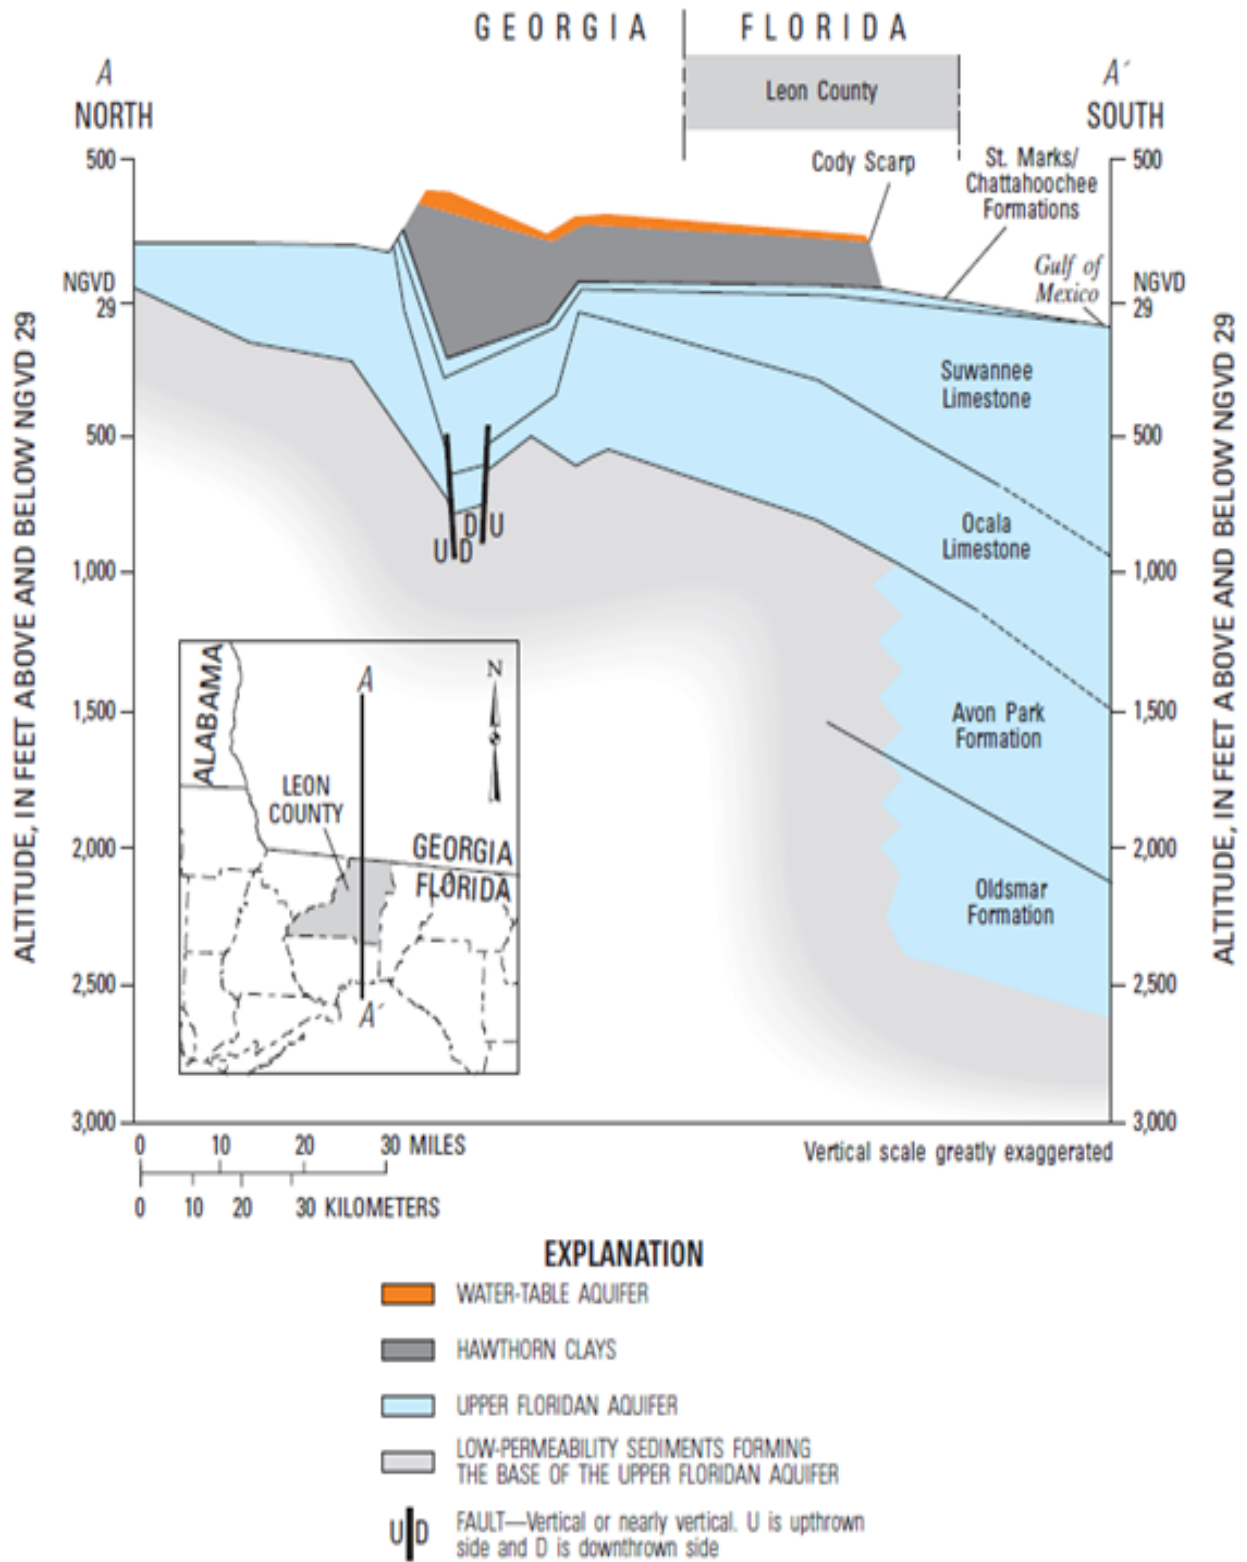 GEORGIA
FLORIDA
A
NORTH
Leon County
A′
SOUTH
Cody Scarp
St. Marks/
Chattahoochee
Formations
Gulf of
Mexico
500
NGVD
29
500
1,000
1,500
2,000
2,500
3,000
500
NGVD
29
500
1,000
1,500
2,000
2,500
3,000
ALTITUDE, IN FEET ABOVE AND BELOW NGVD 29
ALTITUDE, IN FEET ABOVE AND BELOW NGVD 29
Suwannee
Limestone
Ocala
Limestone
Avon Park
Formation
Oldsmar
Formation
D U
U D
ALABAMA
A
N
LEON
COUNTY
GEORGIA
FLORIDA
A′
0 10 20 30 MILES
0 10 20 30 KILOMETERS
Vertical scale greatly exaggerated
EXPLANATION
WATER-TABLE AQUIFER
HAWTHORN CLAYS
UPPER FLORIDAN AQUIFER
LOW-PERMEABILITY SEDIMENTS FORMING
THE BASE OF THE UPPER FLORIDAN AQUIFER
U D
FAULT—Vertical or nearly vertical. U is upthrown
side and D is downthrown side